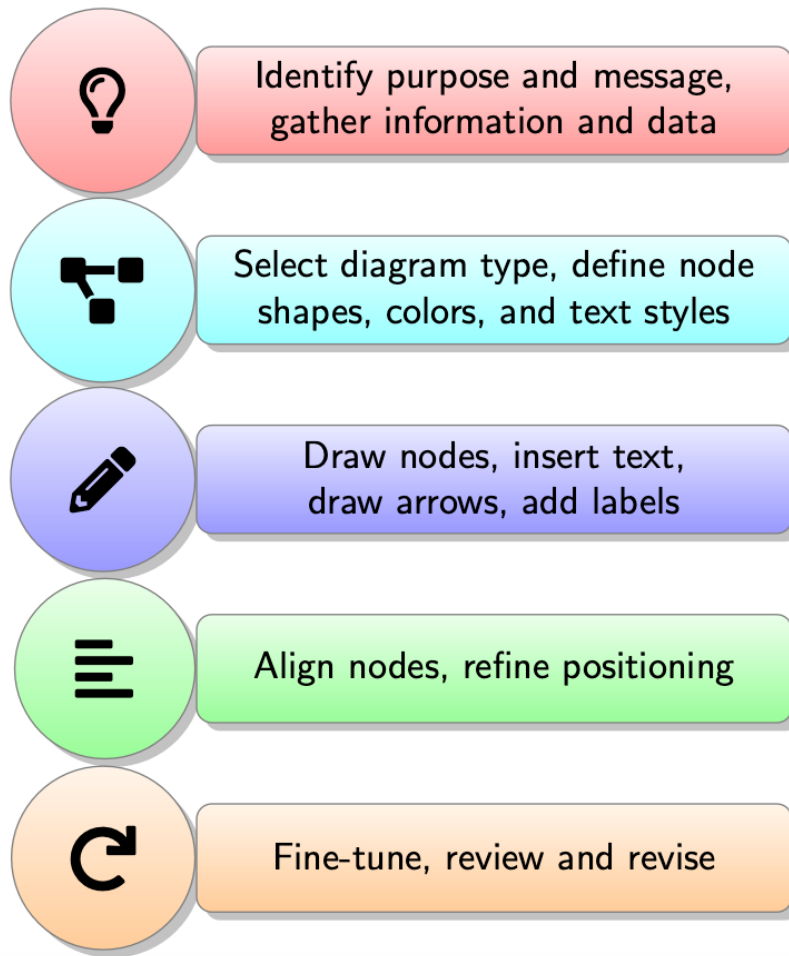 Identify purpose and message,
gather information and data
Select diagram type, define node
shapes, colors, and text styles
Draw nodes, insert text,
draw arrows, add labels
Align nodes, refine positioning
Fine-tune, review and revise